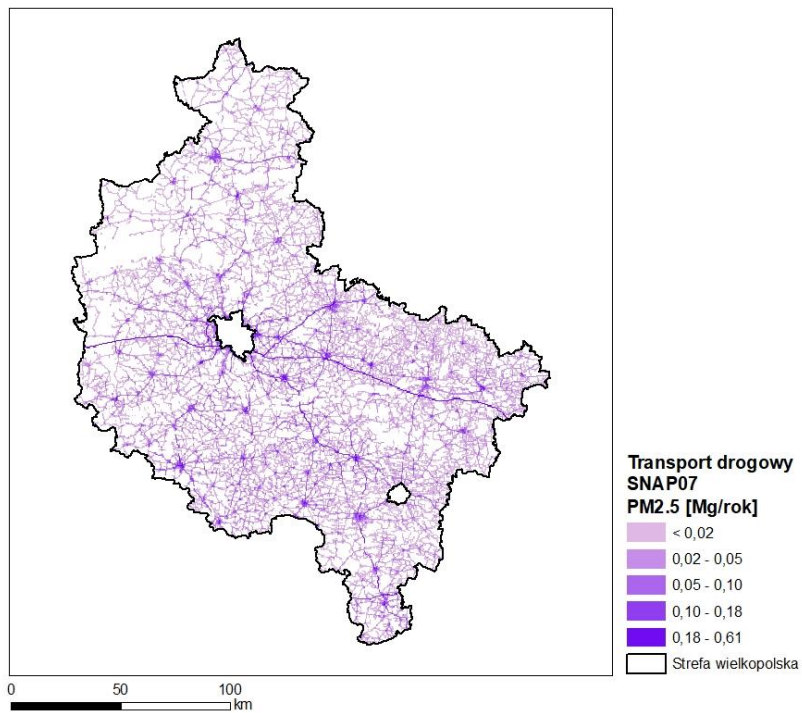 Transport drogowy
SNAP07
PM2.5 [Mg/rok]
< 0,02
0,02 - 0,05
0,05 - 0,10
0,10 - 0,18
0,18 - 0,61
Strefa wielkopolska
0 50 100
km